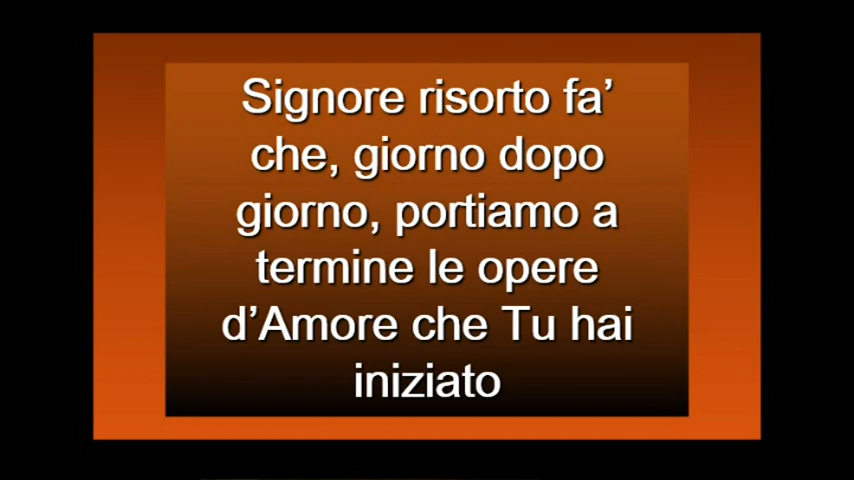 Signore risorto fa’
che, giorno dopo
giorno, portiamo a
termine le opere
d’Amore che Tu hai
iniziato